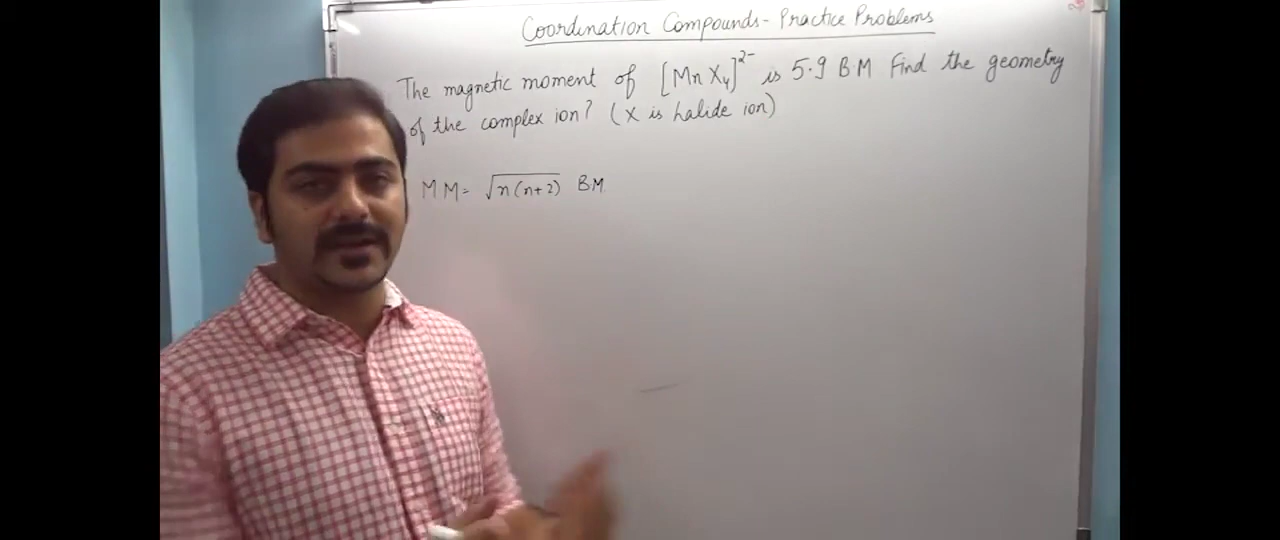 Coordination Compounds - Practice Problems
The magnetic moment of [Mn X₄]²⁻ is 5.9 B.M Find the geometry
of the complex ion? (X is halide ion)
MM = √n(n+2) B.M